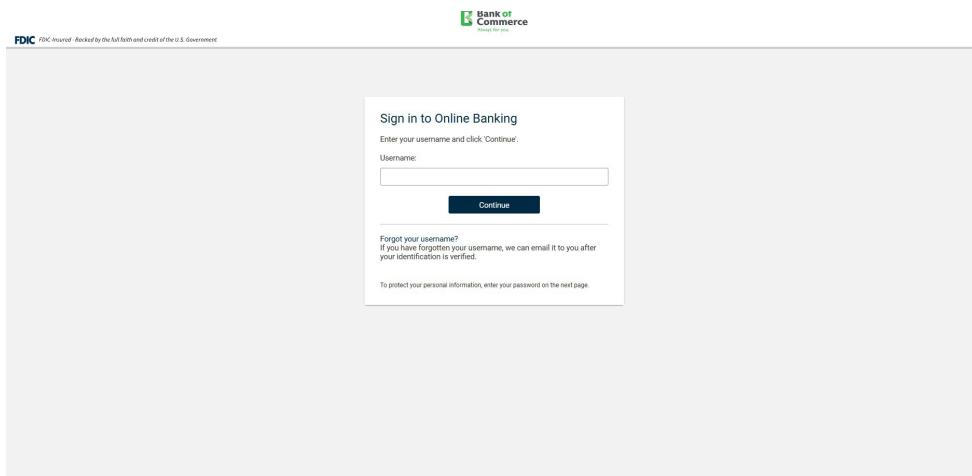 Bank of
Commerce
Always for you.
FDIC FDIC-Insured - Backed by the full faith and credit of the U.S. Government
Sign in to Online Banking
Enter your username and click 'Continue'.
Username:
Continue
Forgot your username?
If you have forgotten your username, we can email it to you after
your identification is verified.
To protect your personal information, enter your password on the next page.